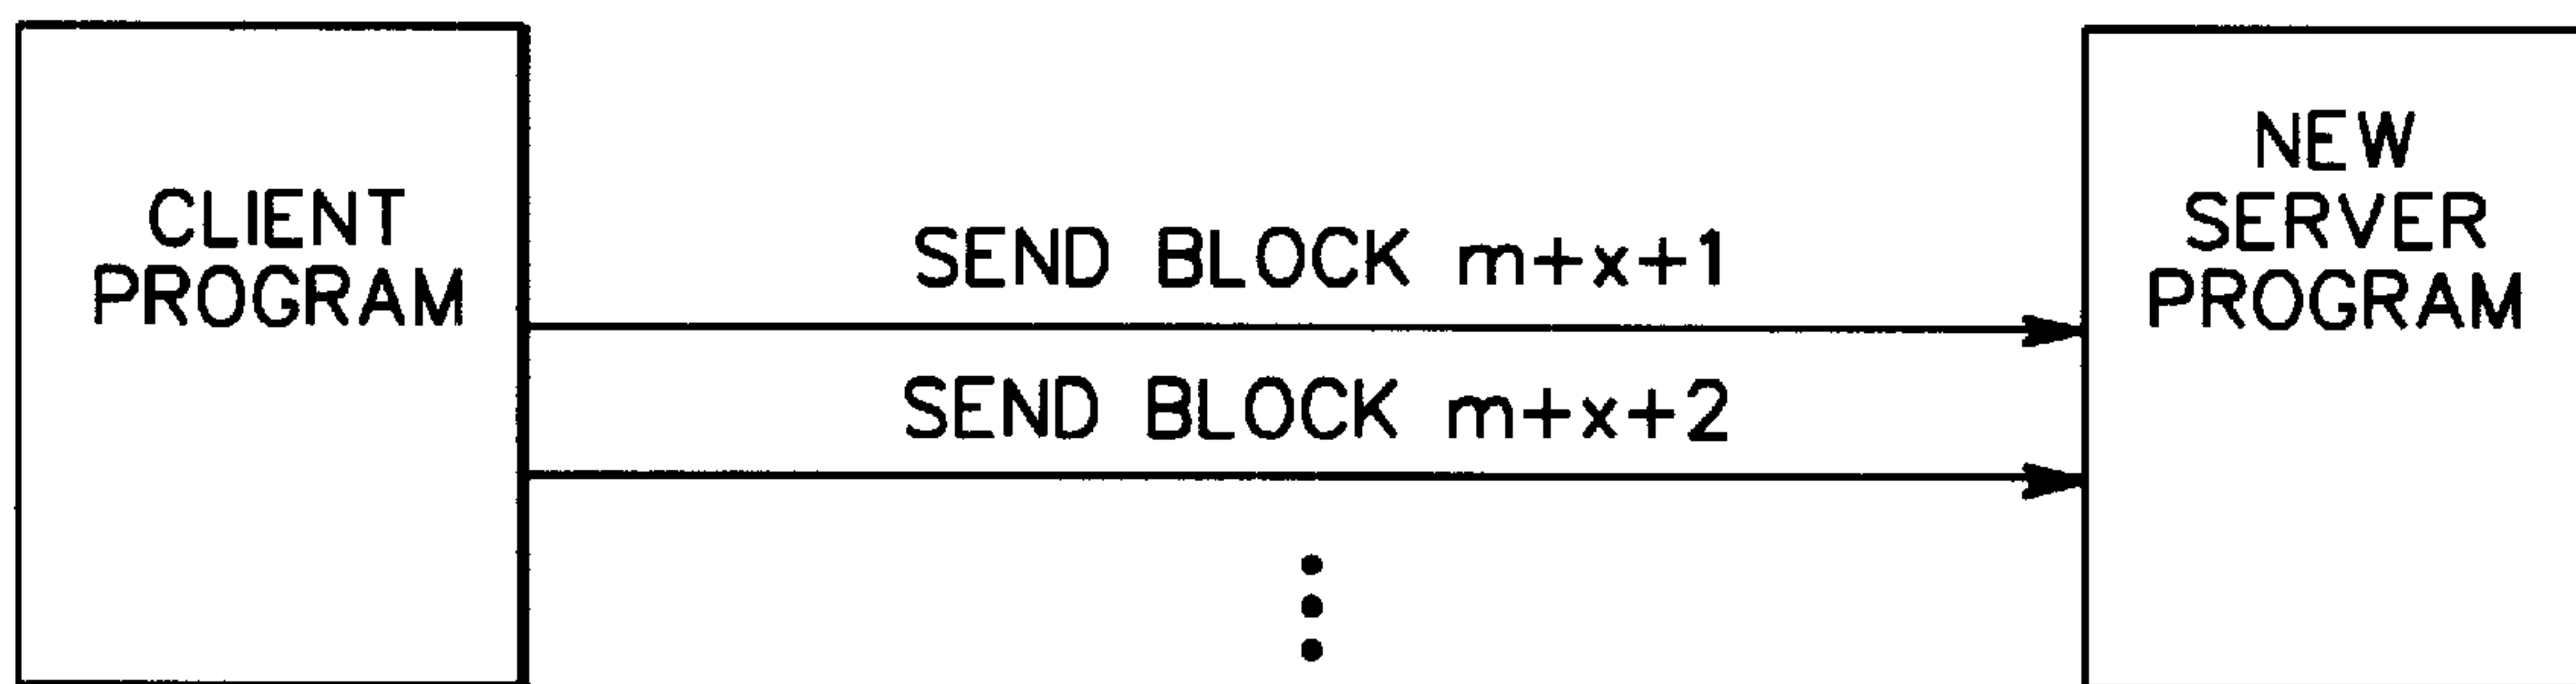 CLIENT
PROGRAM
SEND BLOCK m+x+1
SEND BLOCK m+x+2
NEW
SERVER
PROGRAM